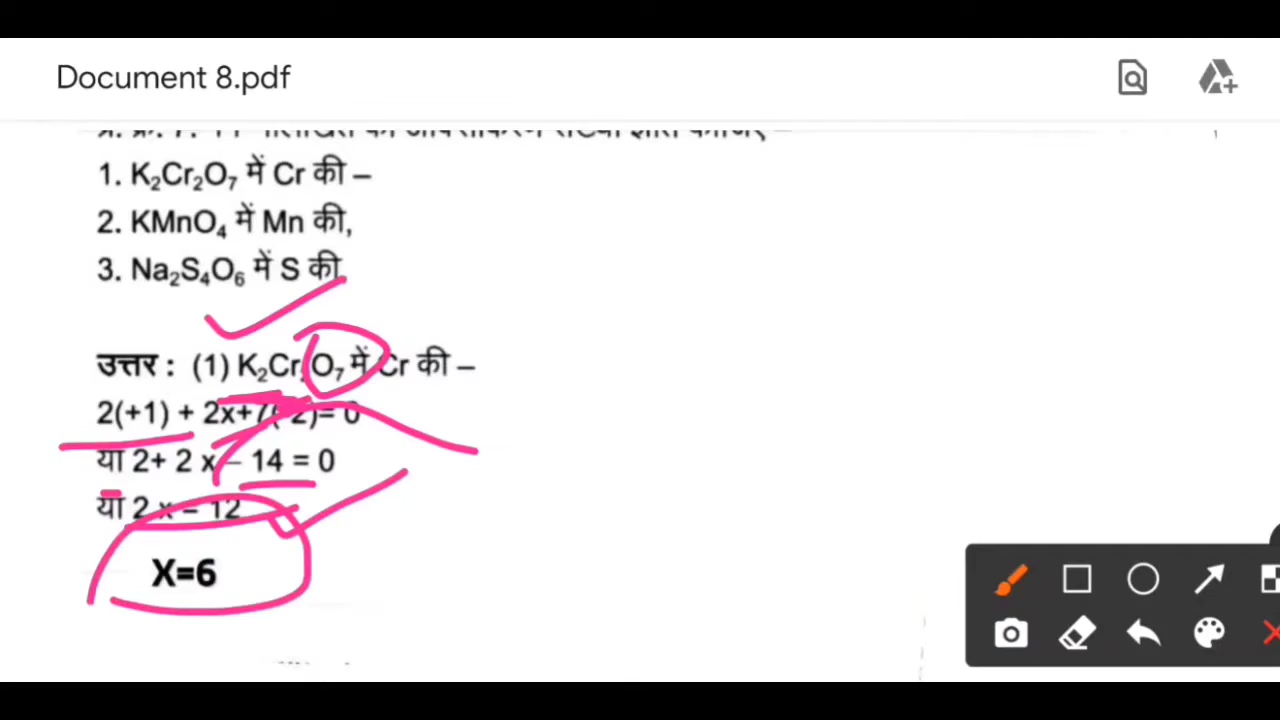 Document 8.pdf
1. K₂Cr₂O₇ में Cr की –
2. KMnO₄ में Mn की,
3. Na₂S₄O₆ में S की,
उत्तर : (1) K₂Cr₂O₇ में Cr की –
2(+1) + 2x+7(-2)= 0
या 2+ 2 x – 14 = 0
या 2 x = 12
X=6